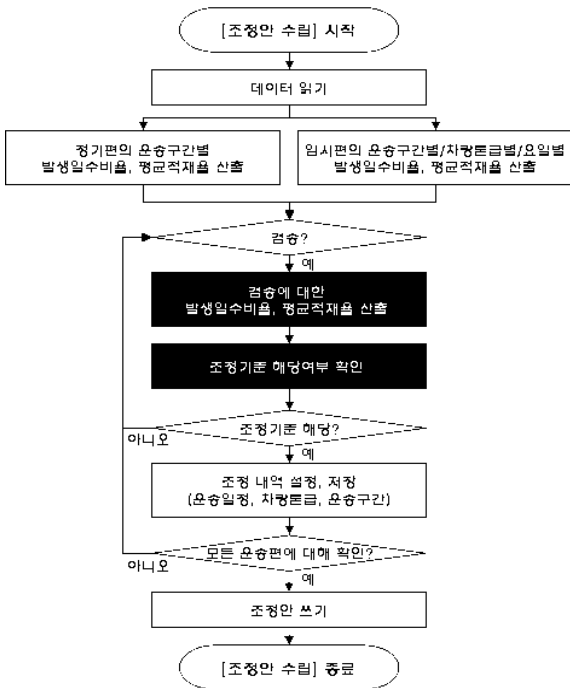 [조정안 수립] 시작
데이터 읽기
정기편의 운송구간별
발생일수비율, 평균적재율 산출
임시편의 운송구간별/차량톤급별/요일별
발생일수비율, 평균적재율 산출
겸송?
예
겸송에 대한
발생일수비율, 평균적재율 산출
조정기준 해당여부 확인
조정기준 해당?
아니오
예
조정 내역 설정, 저장
(운송일정, 차량톤급, 운송구간)
모든 운송편에 대해 확인?
아니오
예
조정안 쓰기
[조정안 수립] 종료